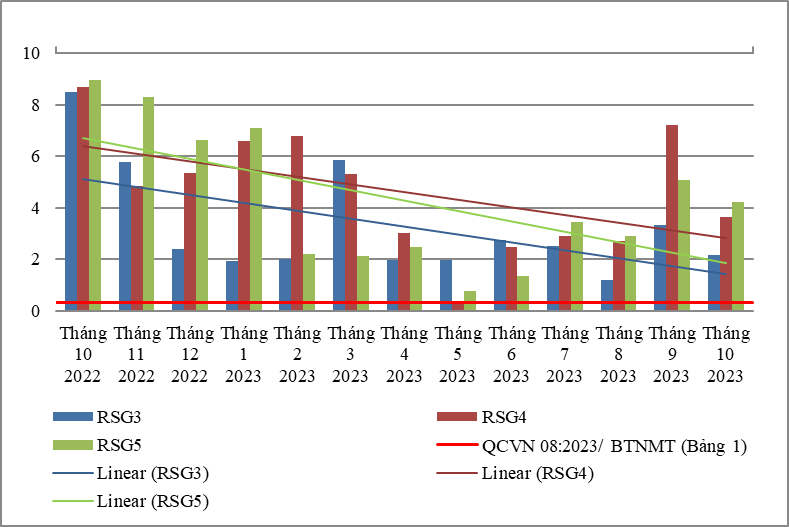 10
8
6
4
2
0
Tháng Tháng Tháng Tháng Tháng Tháng Tháng Tháng Tháng Tháng Tháng Tháng Tháng
10 11 12 1 2 3 4 5 6 7 8 9 10
2022 2022 2022 2023 2023 2023 2023 2023 2023 2023 2023 2023 2023
RSG3 RSG4
RSG5 QCVN 08:2023/ BTNMT (Bảng 1)
Linear (RSG3) Linear (RSG4)
Linear (RSG5)